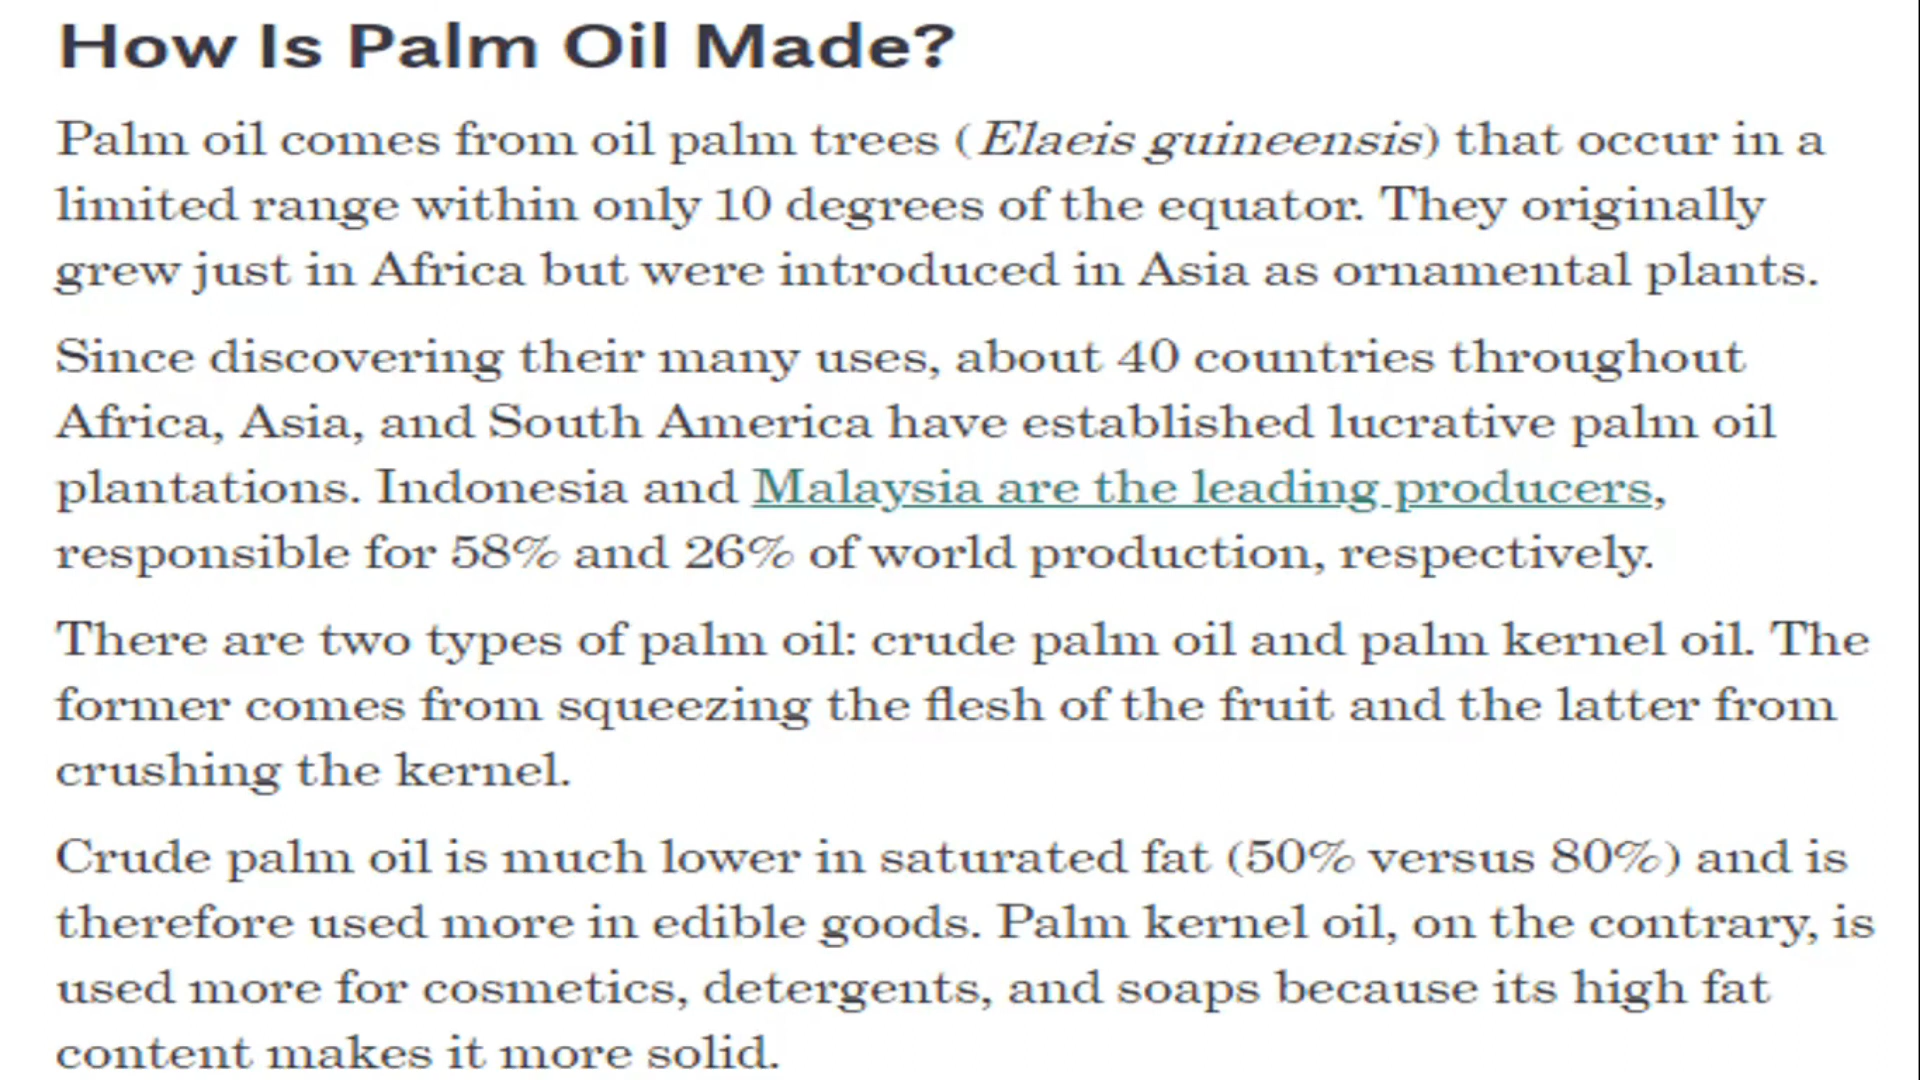 How Is Palm Oil Made?
Palm oil comes from oil palm trees (Elaeis guineensis) that occur in a
limited range within only 10 degrees of the equator. They originally
grew just in Africa but were introduced in Asia as ornamental plants.
Since discovering their many uses, about 40 countries throughout
Africa, Asia, and South America have established lucrative palm oil
plantations. Indonesia and Malaysia are the leading producers,
responsible for 58% and 26% of world production, respectively.
There are two types of palm oil: crude palm oil and palm kernel oil. The
former comes from squeezing the flesh of the fruit and the latter from
crushing the kernel.
Crude palm oil is much lower in saturated fat (50% versus 80%) and is
therefore used more in edible goods. Palm kernel oil, on the contrary, is
used more for cosmetics, detergents, and soaps because its high fat
content makes it more solid.